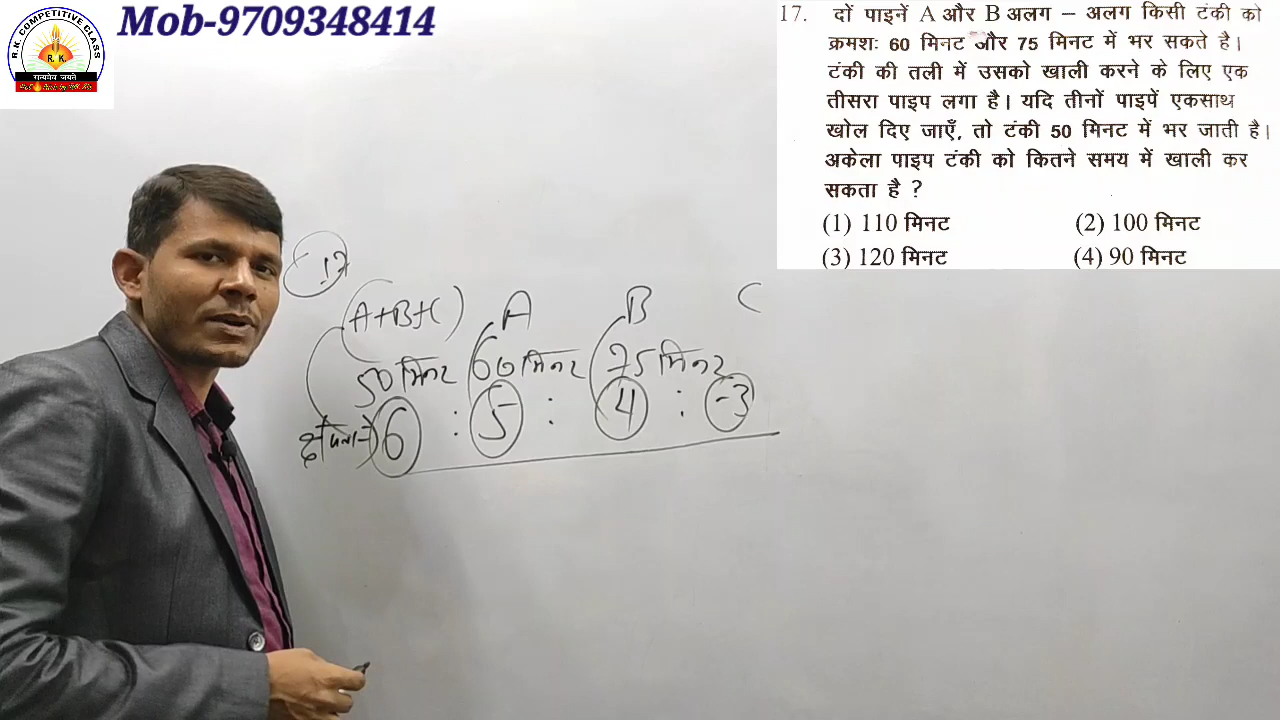 R.K. COMPETITIVE CLASS
R. K.
सत्यमेव जयते
Mob-9709348414
17. दों पाइनें A और B अलग – अलग किसी टंकी को
क्रमशः 60 मिनट और 75 मिनट में भर सकते है।
टंकी की तली में उसको खाली करने के लिए एक
तीसरा पाइप लगा है। यदि तीनों पाइपें एकसाथ
खोल दिए जाएँ, तो टंकी 50 मिनट में भर जाती है।
अकेला पाइप टंकी को कितने समय में खाली कर
सकता है ?
(1) 110 मिनट (2) 100 मिनट
(3) 120 मिनट (4) 90 मिनट
17
(A+B+C) A B C
50 मिनट 60 मिनट 75 मिनट
6 : 5 : 4 : -3